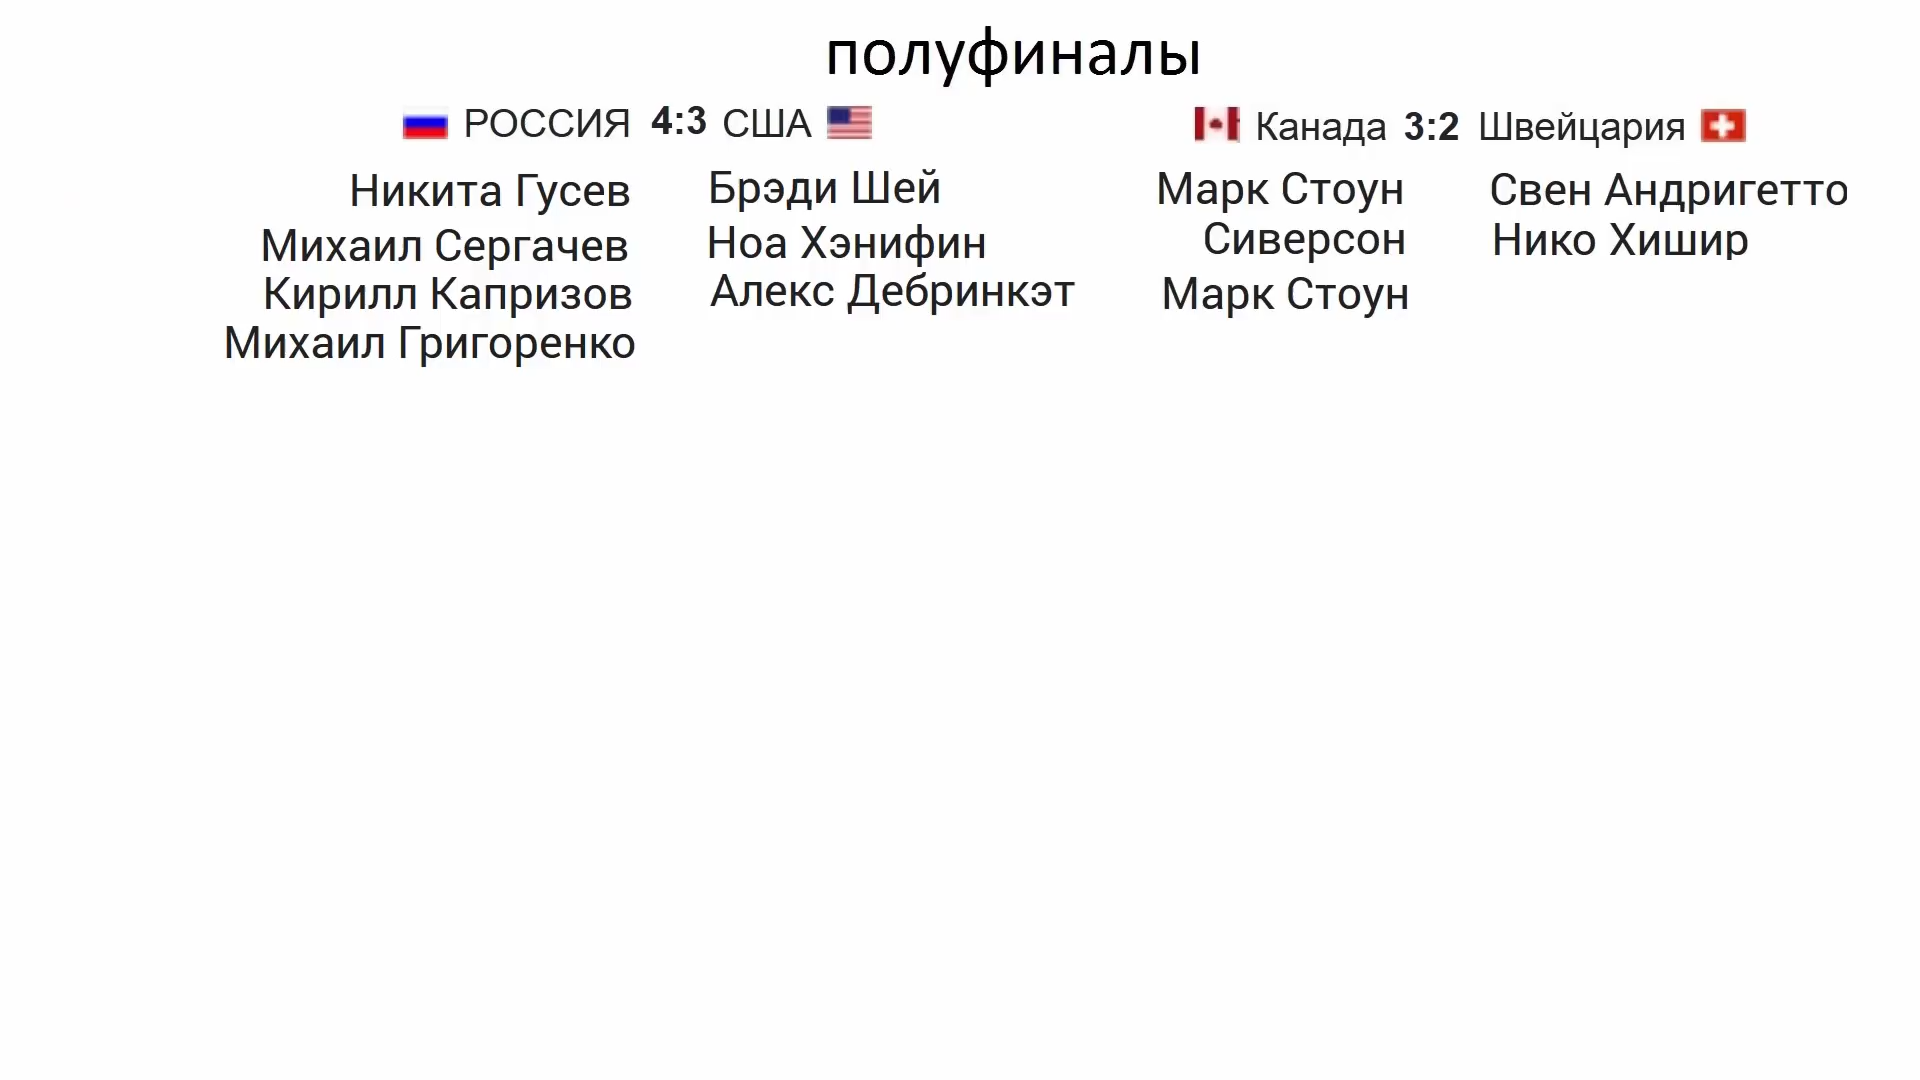 полуфиналы
РОССИЯ 4:3 США
Никита Гусев Брэди Шей
Михаил Сергачев Ноа Хэнифин
Кирилл Капризов Алекс Дебринкэт
Михаил Григоренко
Канада 3:2 Швейцария
Марк Стоун Свен Андригетто
Сиверсон Нико Хишир
Марк Стоун